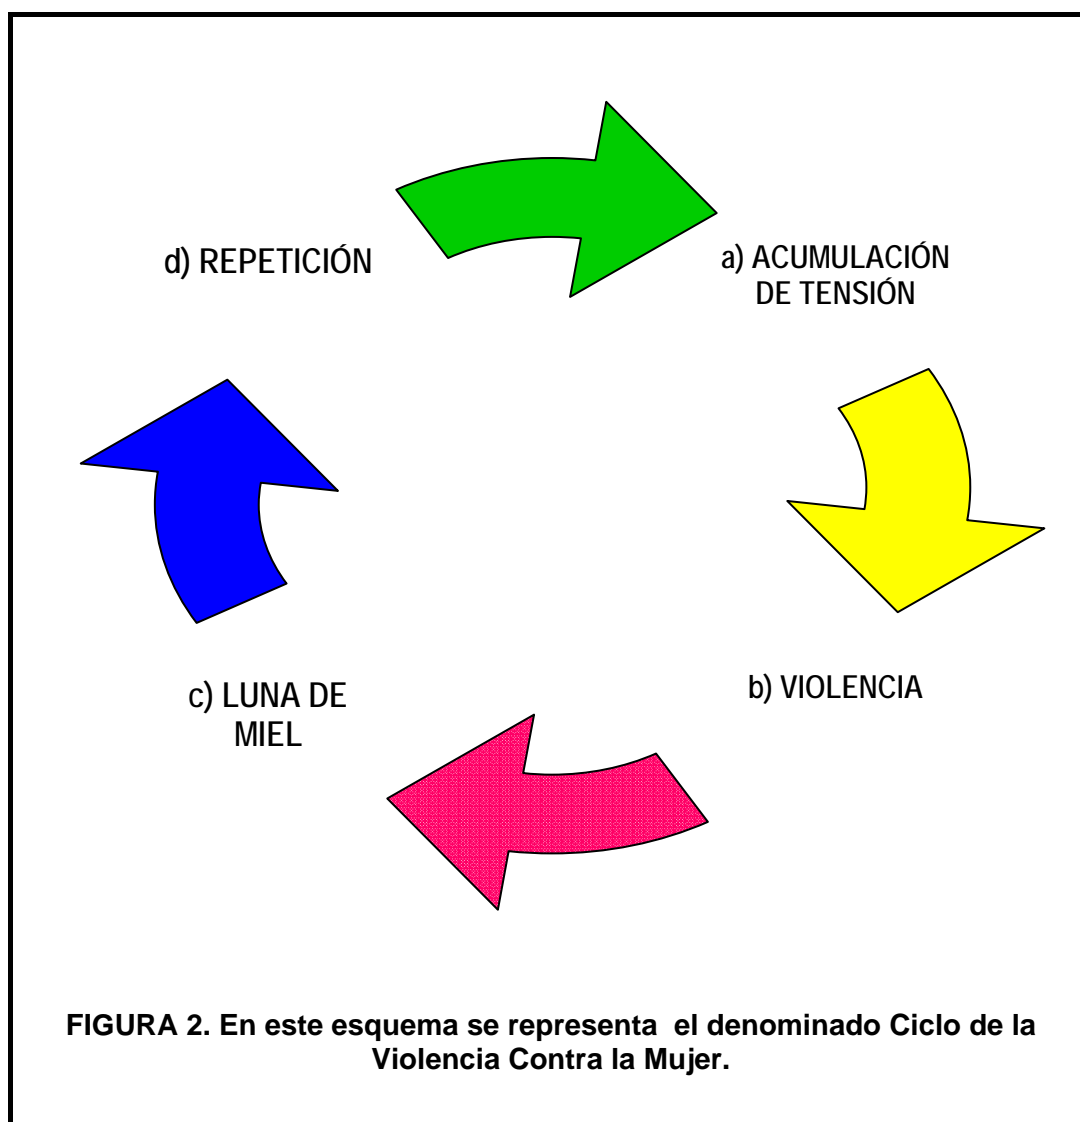 d) REPETICIÓN
a) ACUMULACIÓN
DE TENSIÓN
b) VIOLENCIA
c) LUNA DE
MIEL
FIGURA 2. En este esquema se representa  el denominado Ciclo de la
Violencia Contra la Mujer.